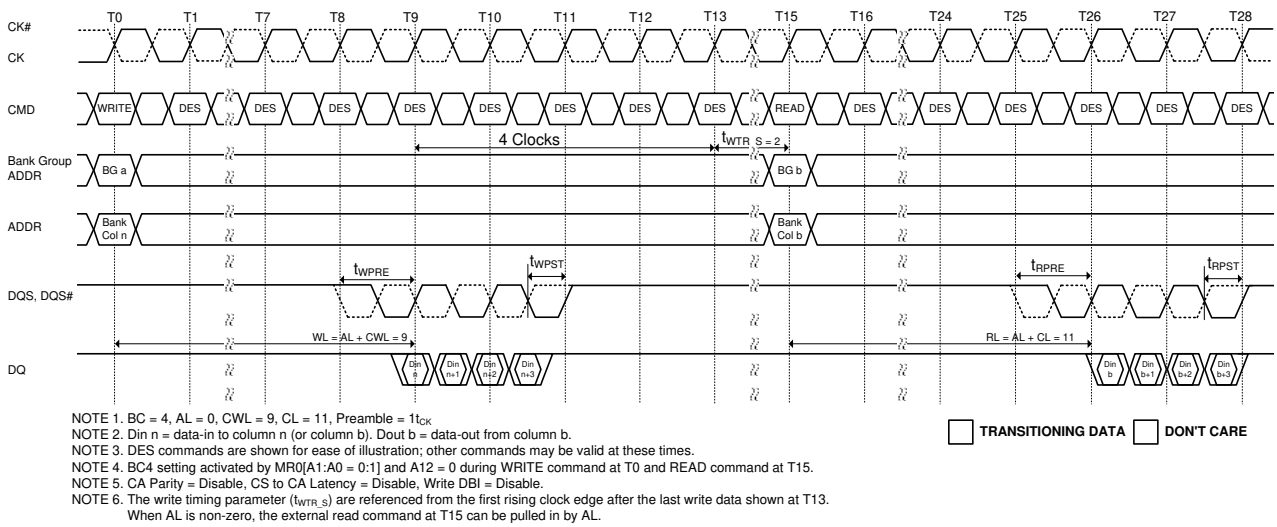 CK#
CK
T0 T1 T7 T8 T9 T10 T11 T12 T13 T15 T16 T24 T25 T26 T27 T28
CMD
WRITE DES DES DES DES DES DES DES DES READ DES DES DES DES DES DES
4 Clocks
tWTR_S = 2
Bank Group
ADDR
BG a
BG b
ADDR
Bank
Col n
Bank
Col b
tWPRE
tWPST
tRPRE
tRPST
DQS, DQS#
WL = AL + CWL = 9
RL = AL + CL = 11
DQ
Din
n
Din
n+1
Din
n+2
Din
n+3
Din
b
Din
b+1
Din
b+2
Din
b+3
NOTE 1. BC = 4, AL = 0, CWL = 9, CL = 11, Preamble = 1tCK
NOTE 2. Din n = data-in to column n (or column b). Dout b = data-out from column b.
NOTE 3. DES commands are shown for ease of illustration; other commands may be valid at these times.
NOTE 4. BC4 setting activated by MR0[A1:A0 = 0:1] and A12 = 0 during WRITE command at T0 and READ command at T15.
NOTE 5. CA Parity = Disable, CS to CA Latency = Disable, Write DBI = Disable.
NOTE 6. The write timing parameter (tWTR_S) are referenced from the first rising clock edge after the last write data shown at T13.
When AL is non-zero, the external read command at T15 can be pulled in by AL.
TRANSITIONING DATA
DON'T CARE